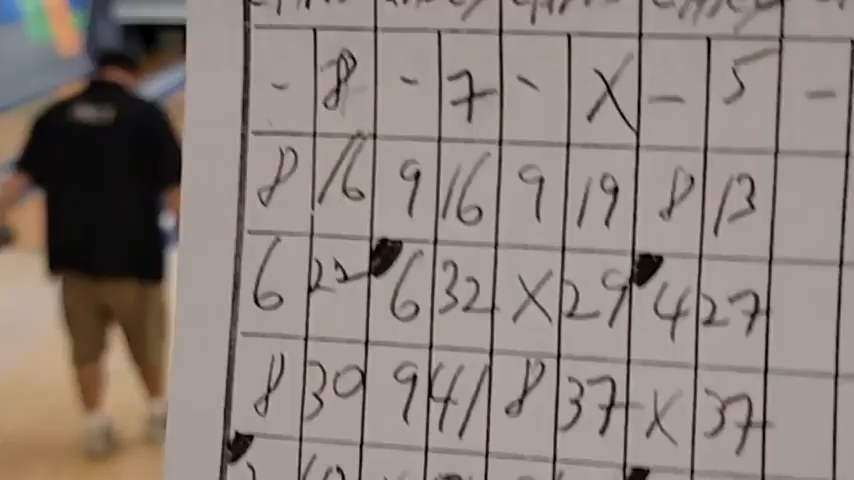 - 8 - 7 - X - 5 -
8 16 9 16 9 19 8 13
6 22 6 32 X 29 4 27
8 30 9 41 8 37 X 37